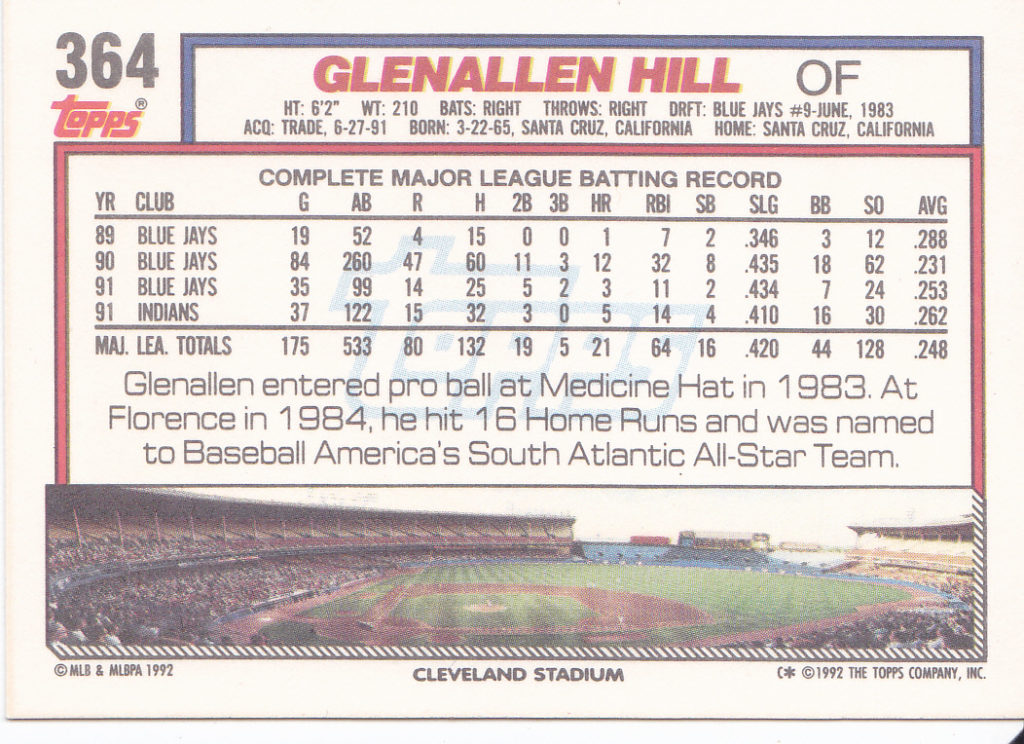 364
Topps®
GLENALLEN HILL OF
HT: 6'2" WT: 210 BATS: RIGHT THROWS: RIGHT DRFT: BLUE JAYS #9-JUNE, 1983
ACQ: TRADE, 6-27-91 BORN: 3-22-65, SANTA CRUZ, CALIFORNIA HOME: SANTA CRUZ, CALIFORNIA
COMPLETE MAJOR LEAGUE BATTING RECORD
YR CLUB G AB R H 2B 3B HR RBI SB SLG BB SO AVG
89 BLUE JAYS 19 52 4 15 0 0 1 7 2 .346 3 12 .288
90 BLUE JAYS 84 260 47 60 11 3 12 32 8 .435 18 62 .231
91 BLUE JAYS 35 99 14 25 5 2 3 11 2 .434 7 24 .253
91 INDIANS 37 122 15 32 3 0 5 14 4 .410 16 30 .262
MAJ. LEA. TOTALS 175 533 80 132 19 5 21 64 16 .420 44 128 .248
Topps
Glenallen entered pro ball at Medicine Hat in 1983. At
Florence in 1984, he hit 16 Home Runs and was named
to Baseball America's South Atlantic All-Star Team.
© MLB & MLBPA 1992 CLEVELAND STADIUM C* © 1992 THE TOPPS COMPANY, INC.